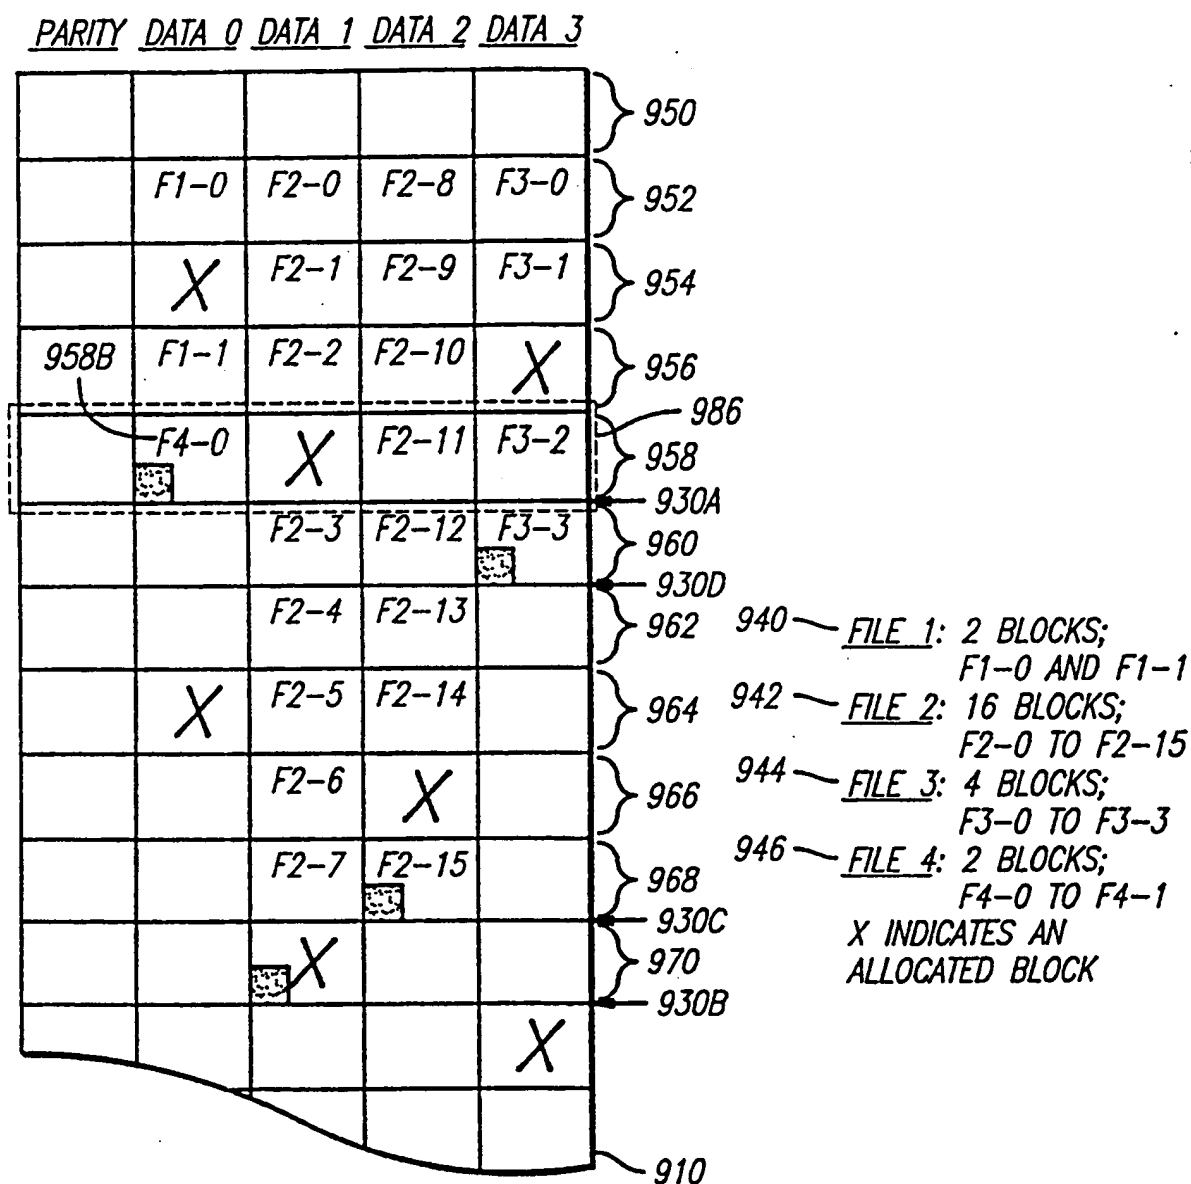 PARITY DATA 0 DATA 1 DATA 2 DATA 3
950
F1-0 F2-0 F2-8 F3-0 952
X F2-1 F2-9 F3-1 954
958B F1-1 F2-2 F2-10 X 956
986
F4-0 X F2-11 F3-2 958
930A
F2-3 F2-12 F3-3 960
930D
F2-4 F2-13 962
X F2-5 F2-14 964
F2-6 X 966
F2-7 F2-15 968
930C
X 970
930B
X
910
940 FILE 1: 2 BLOCKS;
F1-0 AND F1-1
942 FILE 2: 16 BLOCKS;
F2-0 TO F2-15
944 FILE 3: 4 BLOCKS;
F3-0 TO F3-3
946 FILE 4: 2 BLOCKS;
F4-0 TO F4-1
X INDICATES AN
ALLOCATED BLOCK